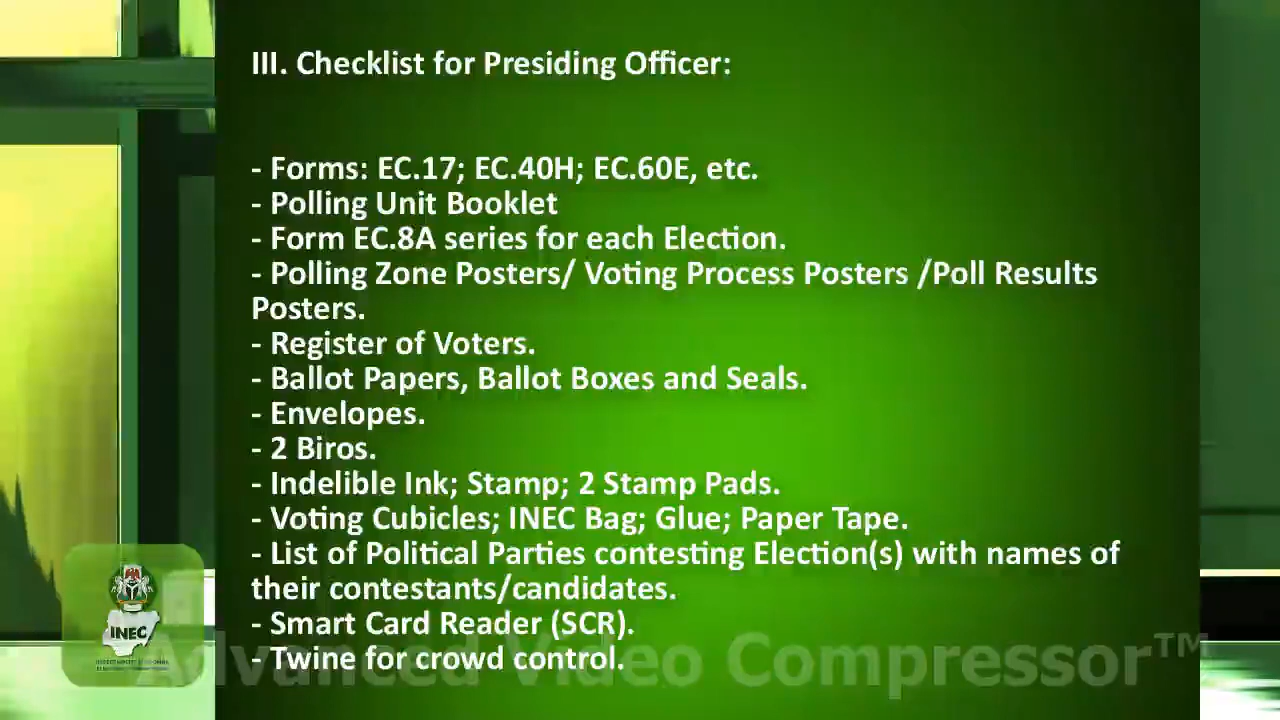 III. Checklist for Presiding Officer:
- Forms: EC.17; EC.40H; EC.60E, etc.
- Polling Unit Booklet
- Form EC.8A series for each Election.
- Polling Zone Posters/ Voting Process Posters /Poll Results
Posters.
- Register of Voters.
- Ballot Papers, Ballot Boxes and Seals.
- Envelopes.
- 2 Biros.
- Indelible Ink; Stamp; 2 Stamp Pads.
- Voting Cubicles; INEC Bag; Glue; Paper Tape.
- List of Political Parties contesting Election(s) with names of
their contestants/candidates.
- Smart Card Reader (SCR).
- Twine for crowd control.
INEC
Advanced Video Compressor™